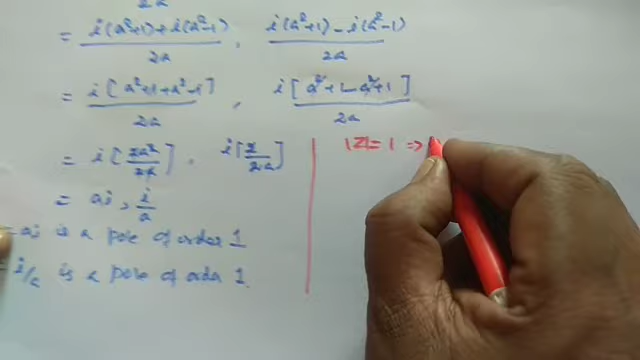 2a
= i(a²+1)+i(a²-1) / 2a , i(a²+1)-i(a²-1) / 2a
= i[a²+1+a²-1] / 2a , i[a²+1-a²+1] / 2a
= i[2a²/2a] , i[2/2a]
|z|=1 ⇒
= ai, i/a
= ai is a pole of order 1
i/a is a pole of order 1